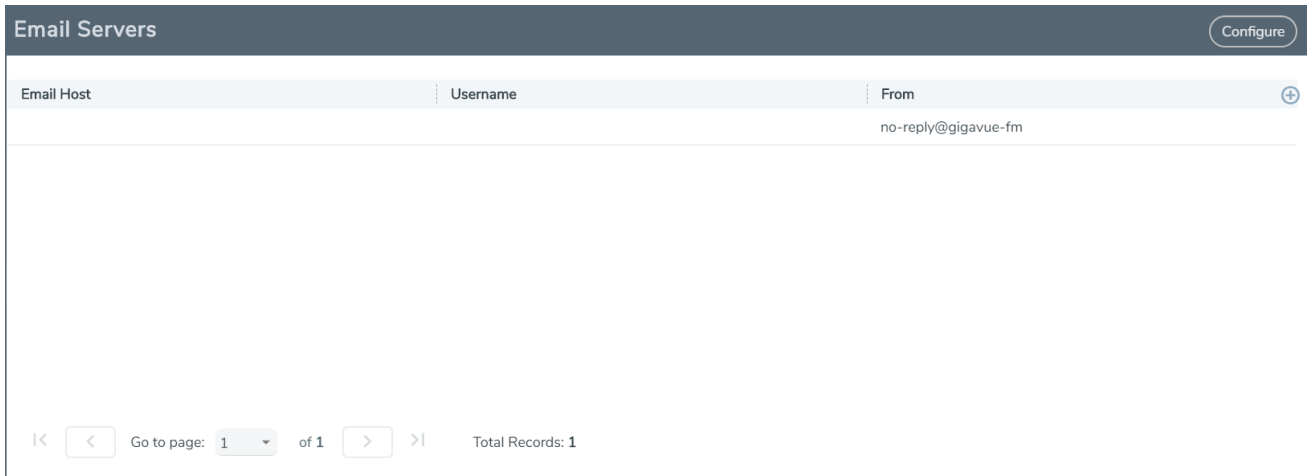 Email Servers
Configure
Email Host Username From
no-reply@gigavue-fm
Go to page: 1 of 1 Total Records: 1